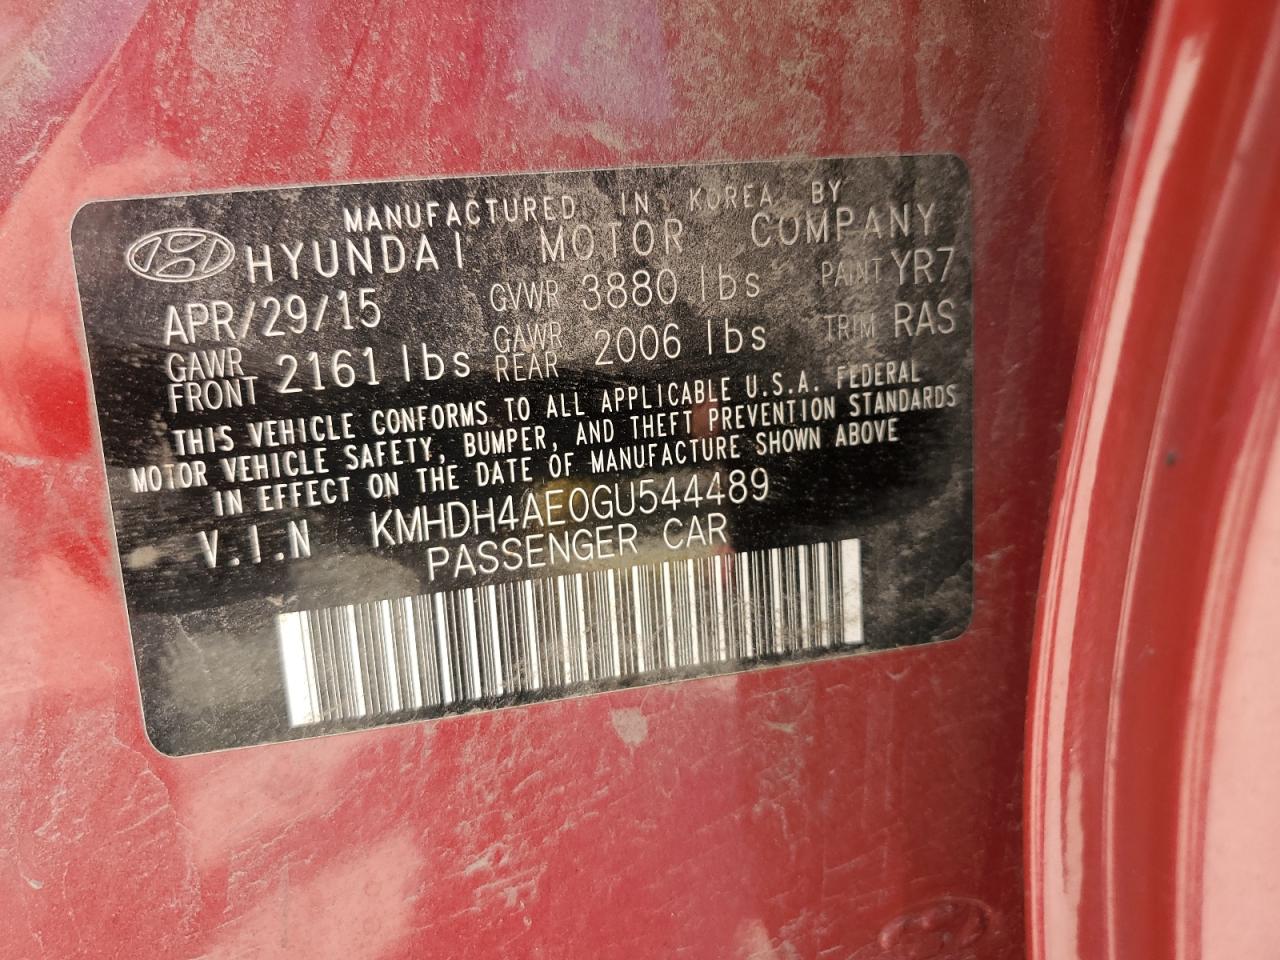 MANUFACTURED IN KOREA BY
HYUNDAI MOTOR COMPANY
APR/29/15 GVWR 3880 lbs PAINT YR7
GAWR FRONT 2161 lbs GAWR REAR 2006 lbs TRIM RAS
THIS VEHICLE CONFORMS TO ALL APPLICABLE U.S.A. FEDERAL
MOTOR VEHICLE SAFETY, BUMPER, AND THEFT PREVENTION STANDARDS
IN EFFECT ON THE DATE OF MANUFACTURE SHOWN ABOVE
V.I.N KMHDH4AE0GU544489
PASSENGER CAR